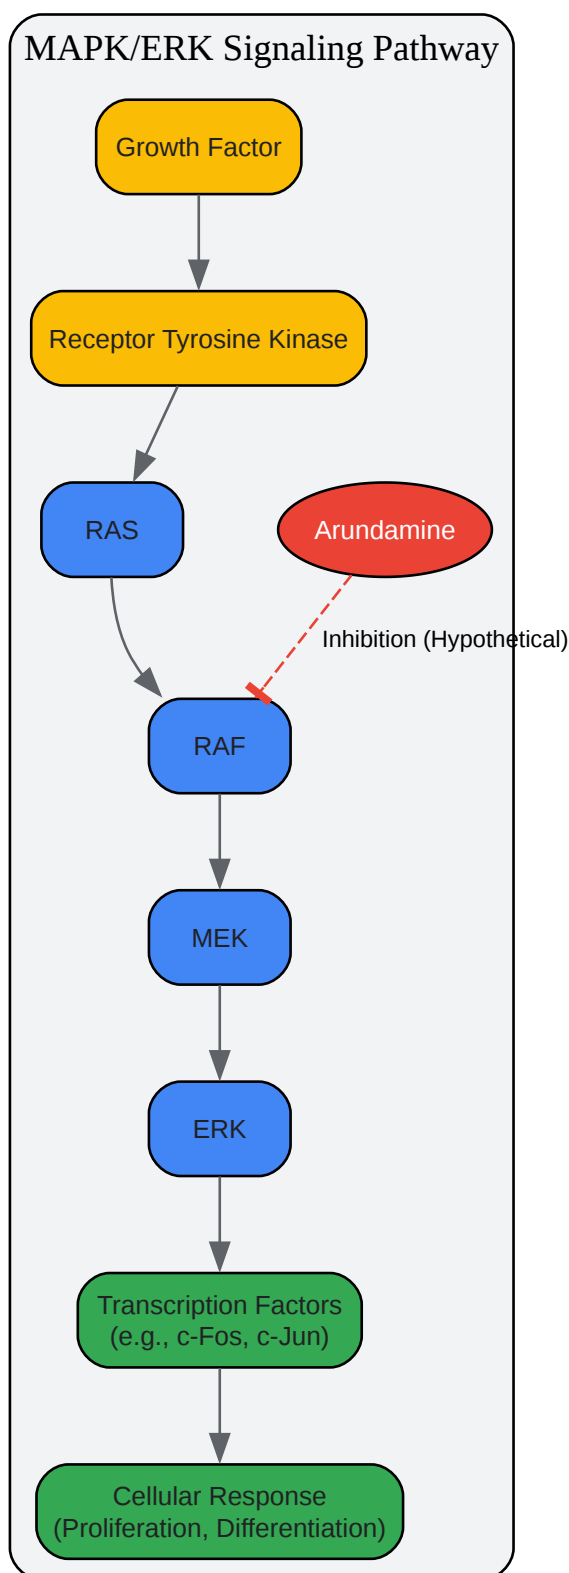 MAPK/ERK Signaling Pathway
Growth Factor
Receptor Tyrosine Kinase
RAS
Arundamine
Inhibition (Hypothetical)
RAF
MEK
ERK
Transcription Factors
(e.g., c-Fos, c-Jun)
Cellular Response
(Proliferation, Differentiation)